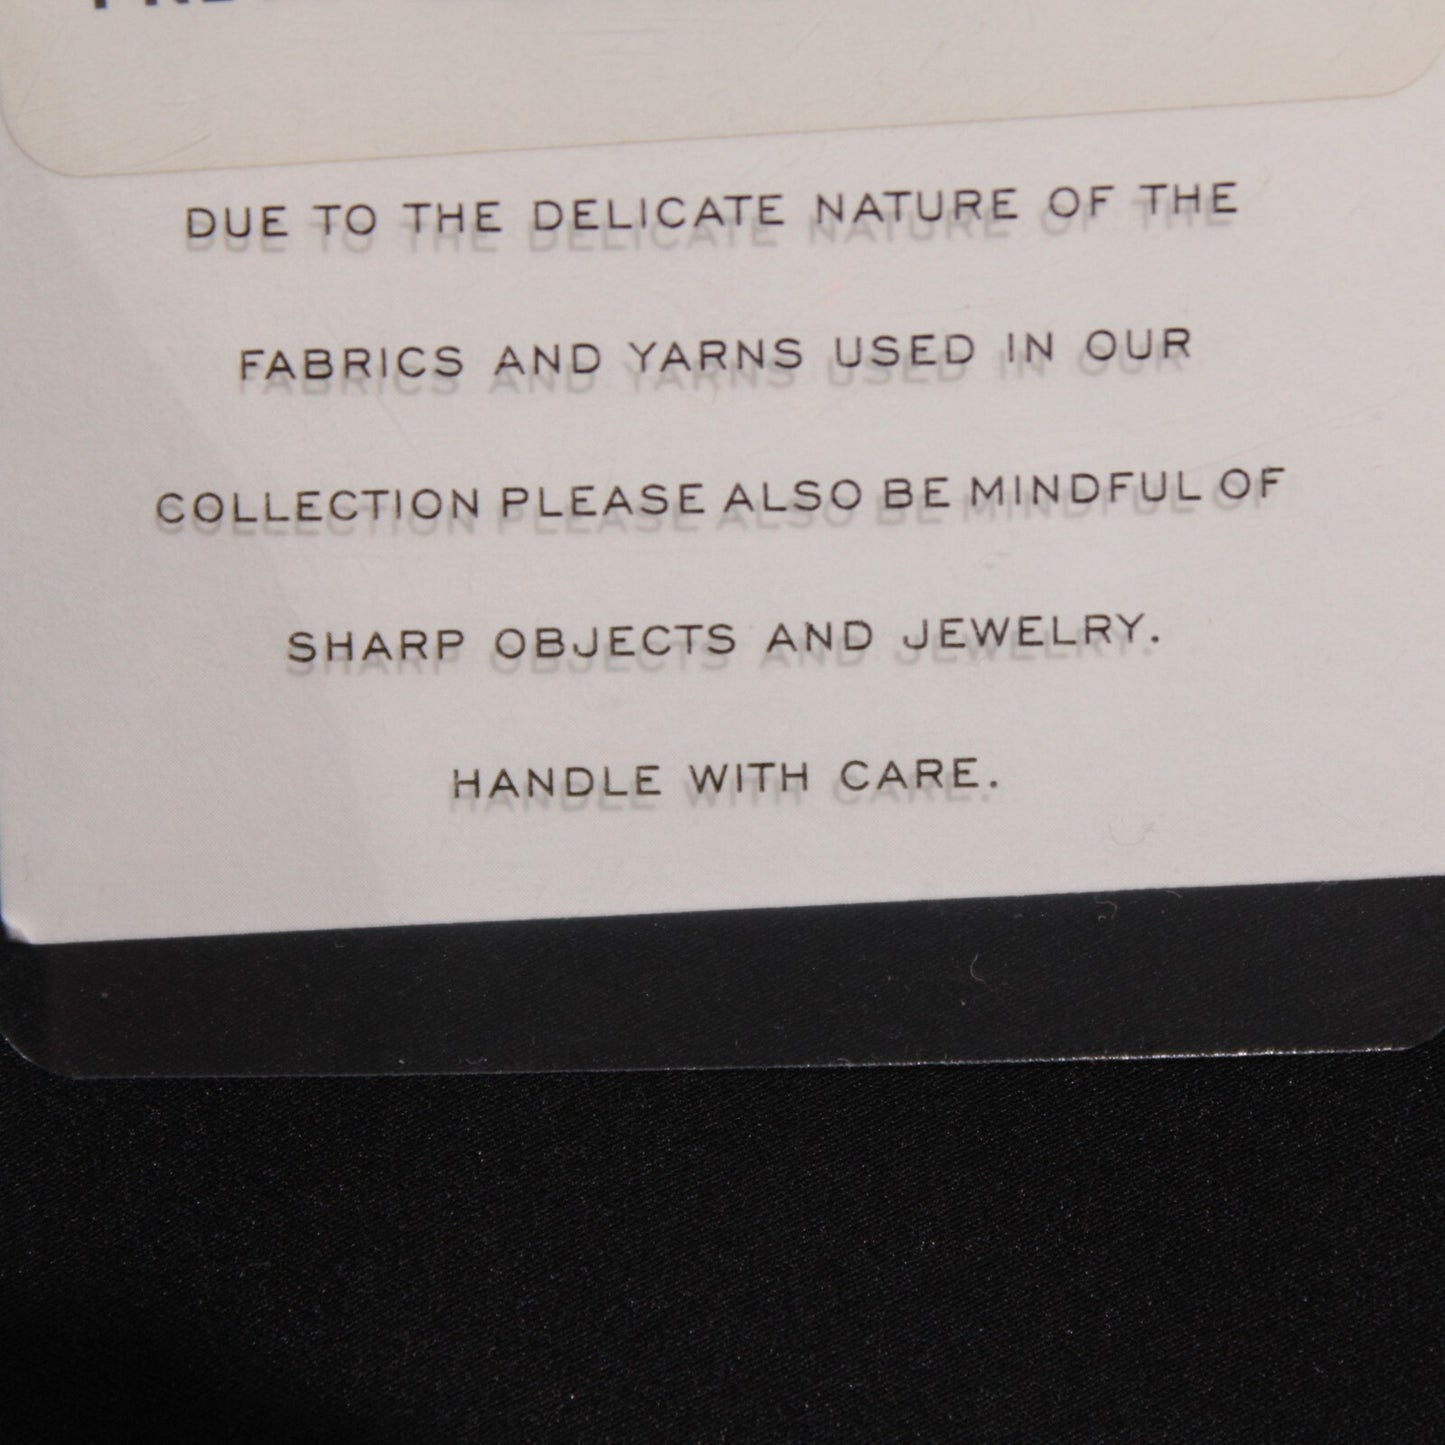 DUE TO THE DELICATE NATURE OF THE
FABRICS AND YARNS USED IN OUR
COLLECTION PLEASE ALSO BE MINDFUL OF
SHARP OBJECTS AND JEWELRY.
HANDLE WITH CARE.